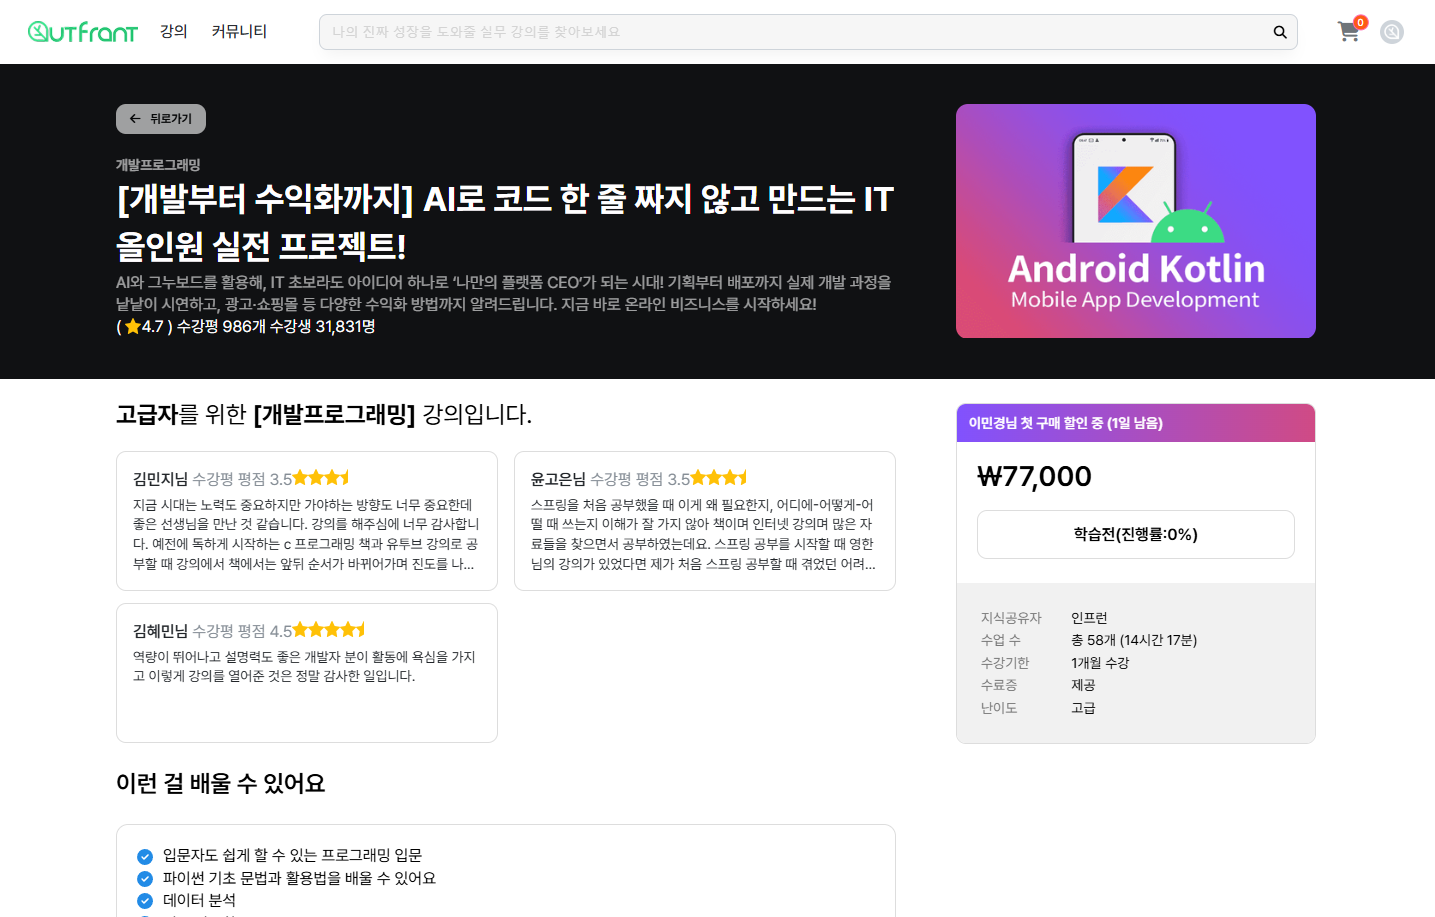 OUTFRANT
강의
커뮤니티
나의 진짜 성장을 도와줄 실무 강의를 찾아보세요
0
뒤로가기
개발프로그래밍
[개발부터 수익화까지] AI로 코드 한 줄 짜지 않고 만드는 IT
올인원 실전 프로젝트!
AI와 그누보드를 활용해, IT 초보라도 아이디어 하나로 ‘나만의 플랫폼 CEO’가 되는 시대! 기획부터 배포까지 실제 개발 과정을
낱낱이 시연하고, 광고·쇼핑몰 등 다양한 수익화 방법까지 알려드립니다. 지금 바로 온라인 비즈니스를 시작하세요!
( ⭐4.7 ) 수강평 986개 수강생 31,831명
Android Kotlin
Mobile App Development
고급자를 위한 [개발프로그래밍] 강의입니다.
김민지님 수강평 평점 3.5
지금 시대는 노력도 중요하지만 가야하는 방향도 너무 중요한데
좋은 선생님을 만난 것 같습니다. 강의를 해주심에 너무 감사합니
다. 예전에 독하게 시작하는 c 프로그래밍 책과 유투브 강의로 공
부할 때 강의에서 책에서는 앞뒤 순서가 바뀌어가며 진도를 나...
윤고은님 수강평 평점 3.5
스프링을 처음 공부했을 때 이게 왜 필요한지, 어디에-어떻게-어
떨 때 쓰는지 이해가 잘 가지 않아 책이며 인터넷 강의며 많은 자
료들을 찾으면서 공부하였는데요. 스프링 공부를 시작할 때 영한
님의 강의가 있었다면 제가 처음 스프링 공부할 때 겪었던 어려...
김혜민님 수강평 평점 4.5
역량이 뛰어나고 설명력도 좋은 개발자 분이 활동에 욕심을 가지
고 이렇게 강의를 열어준 것은 정말 감사한 일입니다.
이민경님 첫 구매 할인 중 (1일 남음)
₩77,000
학습전(진행률:0%)
지식공유자 인프런
수업 수 총 58개 (14시간 17분)
수강기한 1개월 수강
수료증 제공
난이도 고급
이런 걸 배울 수 있어요
입문자도 쉽게 할 수 있는 프로그래밍 입문
파이썬 기초 문법과 활용법을 배울 수 있어요
데이터 분석